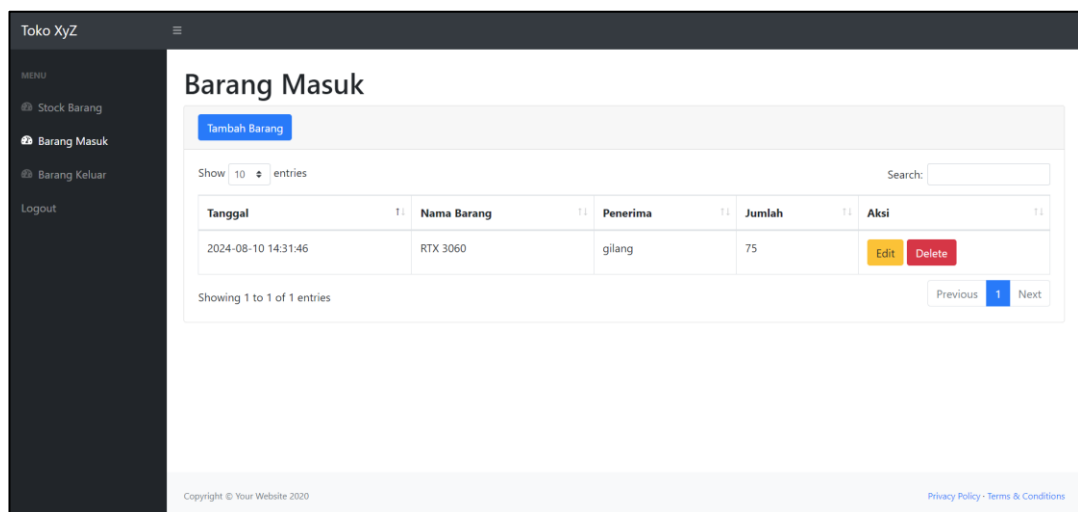 Toko XyZ
MENU
Stock Barang
Barang Masuk
Barang Keluar
Logout
Barang Masuk
Tambah Barang
Show 10 entries
Search:
Tanggal Nama Barang Penerima Jumlah Aksi
2024-08-10 14:31:46 RTX 3060 gilang 75 Edit Delete
Showing 1 to 1 of 1 entries
Previous 1 Next
Copyright © Your Website 2020
Privacy Policy · Terms & Conditions